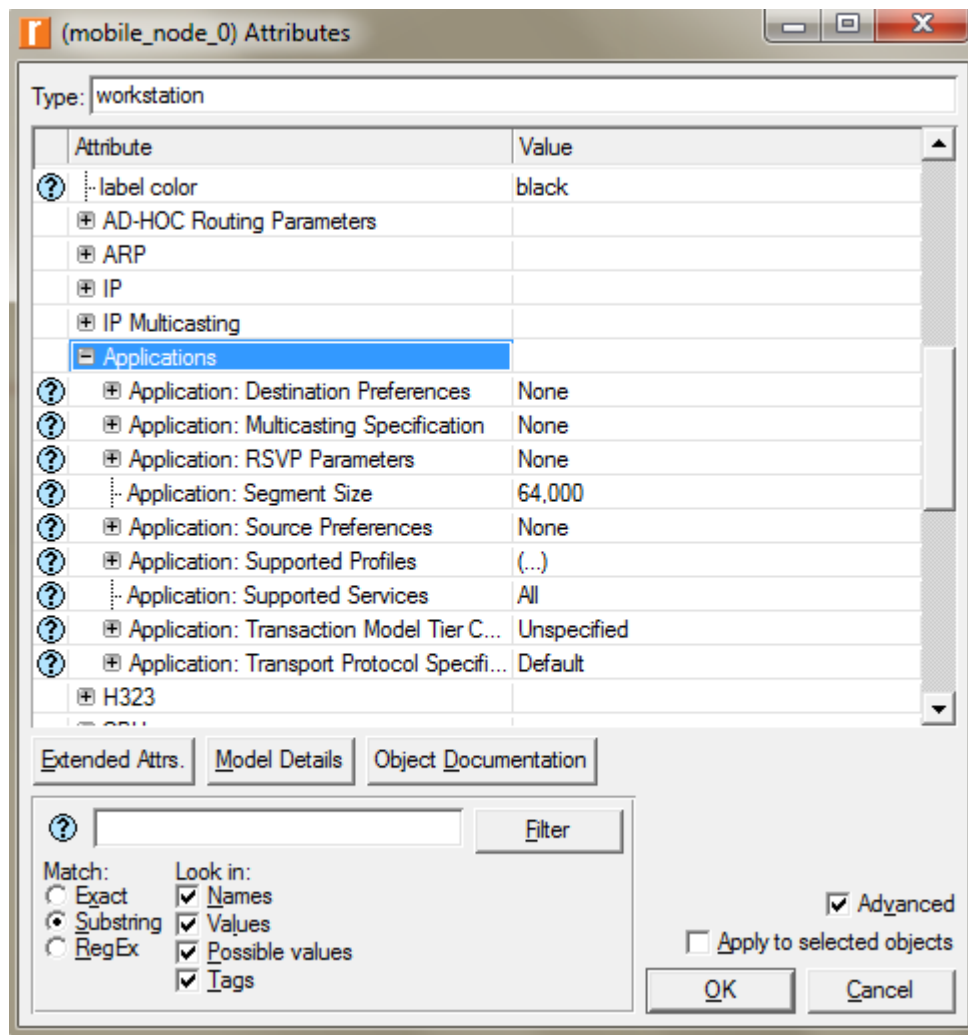 (mobile_node_0) Attributes
Type: workstation
Attribute Value
label color black
AD-HOC Routing Parameters
ARP
IP
IP Multicasting
Applications
Application: Destination Preferences None
Application: Multicasting Specification None
Application: RSVP Parameters None
Application: Segment Size 64,000
Application: Source Preferences None
Application: Supported Profiles (...)
Application: Supported Services All
Application: Transaction Model Tier C... Unspecified
Application: Transport Protocol Specifi... Default
H323
Extended Attrs. Model Details Object Documentation
Filter
Match: Look in:
Exact Names
Substring Values
RegEx Possible values
Tags
Advanced
Apply to selected objects
OK Cancel